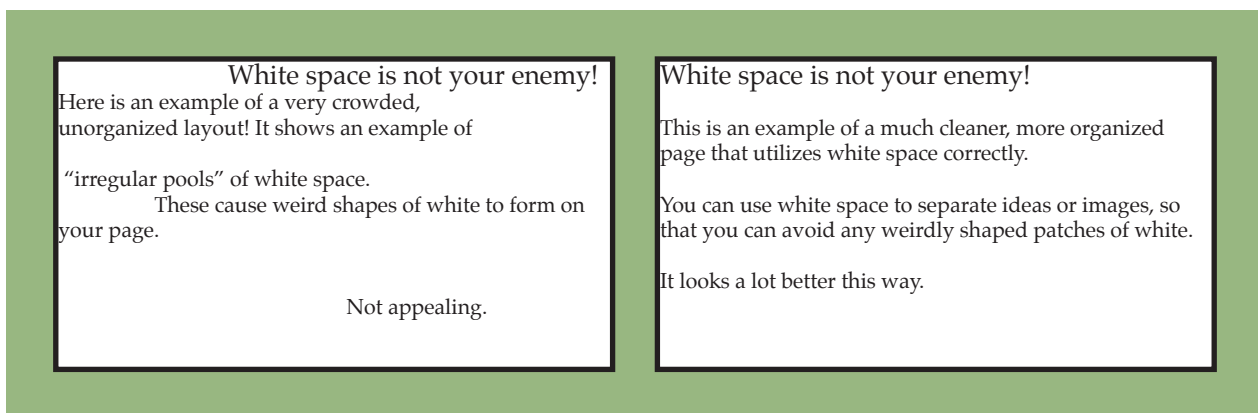 White space is not your enemy!
Here is an example of a very crowded,
unorganized layout! It shows an example of
“irregular pools” of white space.
These cause weird shapes of white to form on
your page.
Not appealing.
White space is not your enemy!
This is an example of a much cleaner, more organized
page that utilizes white space correctly.
You can use white space to separate ideas or images, so
that you can avoid any weirdly shaped patches of white.
It looks a lot better this way.